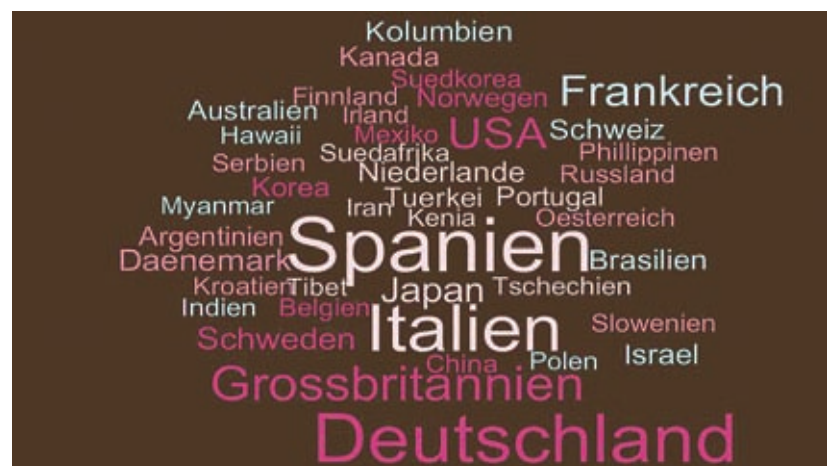 Kolumbien
Kanada
Suedkorea
Frankreich
Finnland Norwegen
Australien Irland
Hawaii Mexiko USA Schweiz
Serbien Suedafrika Phillippinen
Niederlande Russland
Korea
Myanmar Iran Tuerkei Portugal
Kenia Oesterreich
Argentinien Spanien
Daenemark Brasilien
Kroatien Tibet Japan Tschechien
Indien Belgien Italien
Schweden Slowenien
China Polen Israel
Grossbritannien
Deutschland